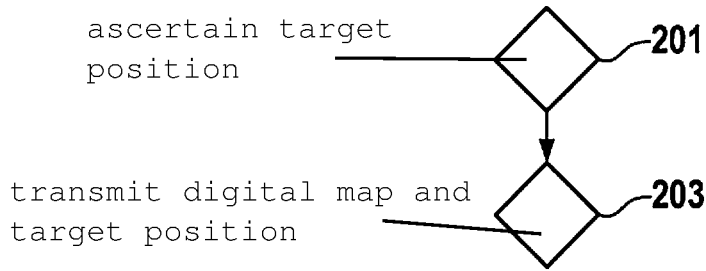 ascertain target
position
201
transmit digital map and
target position
203